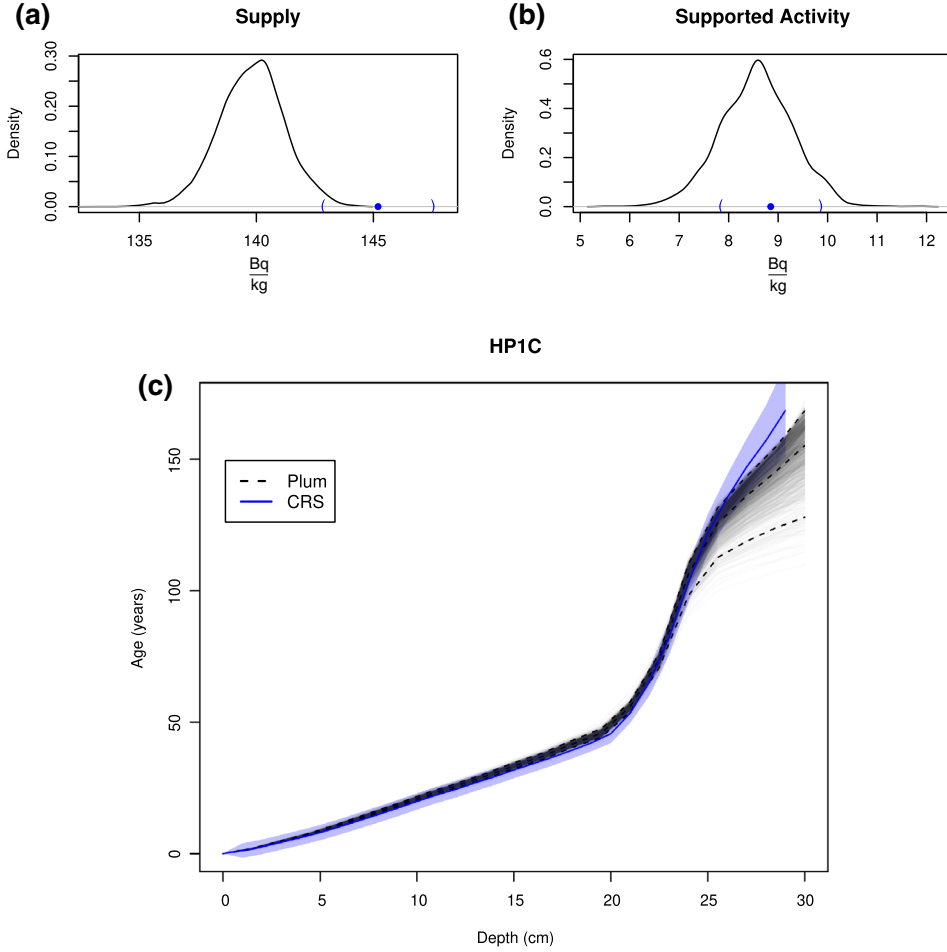 (a)
Supply
Density
0.00
0.10
0.20
0.30
135
140
145
Bq
kg
(b)
Supported Activity
Density
0.0
0.2
0.4
0.6
5
6
7
8
9
10
11
12
Bq
kg
HP1C
(c)
Plum
CRS
Age (years)
0
50
100
150
0
5
10
15
20
25
30
Depth (cm)